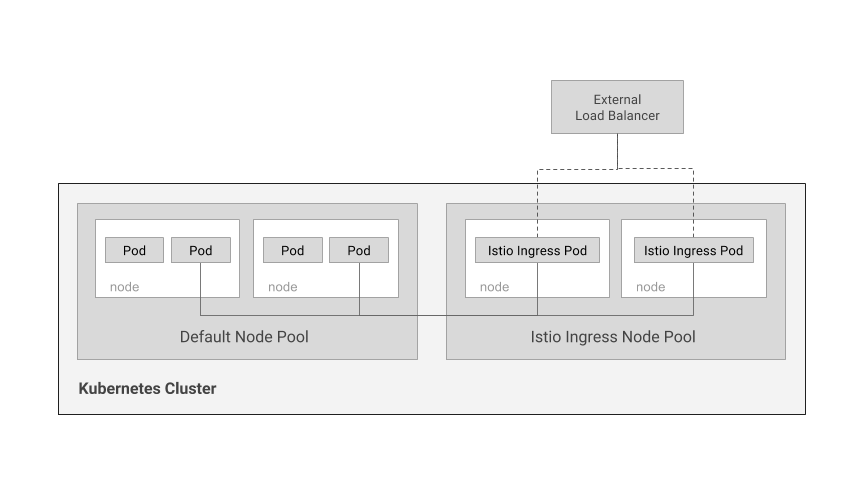 External
Load Balancer
Pod
Pod
Pod
Pod
Istio Ingress Pod
Istio Ingress Pod
node
node
node
node
Default Node Pool
Istio Ingress Node Pool
Kubernetes Cluster